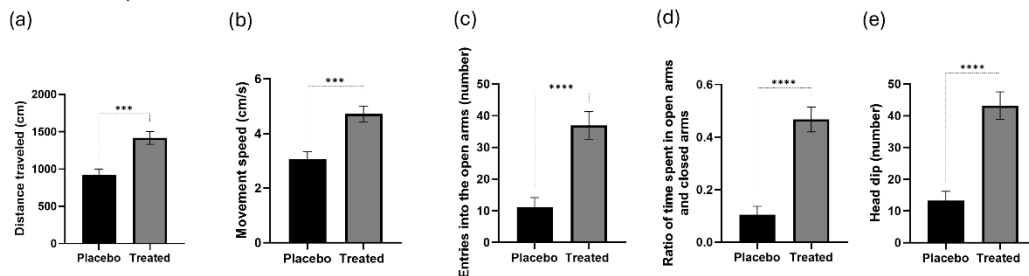 (a)
Distance traveled (cm)
2000
1500
1000
500
0
***
Placebo Treated
(b)
Movement speed (cm/s)
6
4
2
0
***
Placebo Treated
(c)
Entries into the open arms (number)
50
40
30
20
10
0
****
Placebo Treated
(d)
Ratio of time spent in open arms
and closed arms
0.6
0.4
0.2
0.0
****
Placebo Treated
(e)
Head dip (number)
50
40
30
20
10
0
****
Placebo Treated